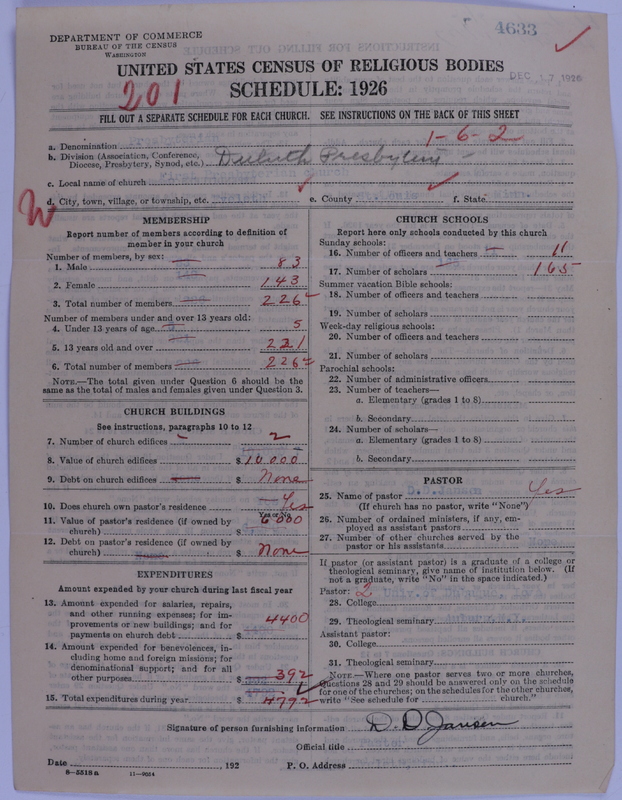 4633
DEPARTMENT OF COMMERCE
BUREAU OF THE CENSUS
WASHINGTON
UNITED STATES CENSUS OF RELIGIOUS BODIES
DEC 17 1926
201
SCHEDULE: 1926
FILL OUT A SEPARATE SCHEDULE FOR EACH CHURCH. SEE INSTRUCTIONS ON THE BACK OF THIS SHEET
1-6-2
a. Denomination
b. Division (Association, Conference, Diocese, Presbytery, Synod, etc.) Duluth Presbytery
c. Local name of church
d. City, town, village, or township, etc. e. County f. State
W
MEMBERSHIP
Report number of members according to definition of
member in your church
Number of members, by sex:
1. Male 83
2. Female 143
3. Total number of members 226
Number of members under and over 13 years old:
4. Under 13 years of age 5
5. 13 years old and over 221
6. Total number of members 226
NOTE.—The total given under Question 6 should be the
same as the total of males and females given under Question 3.
CHURCH BUILDINGS
See instructions, paragraphs 10 to 12
7. Number of church edifices 2
8. Value of church edifices $ 10,000
9. Debt on church edifices $ None
10. Does church own pastor's residence Yes
Yes or No
11. Value of pastor's residence (if owned by
church) $ 6000
12. Debt on pastor's residence (if owned by
church) $ None
EXPENDITURES
Amount expended by your church during last fiscal year
13. Amount expended for salaries, repairs,
and other running expenses; for im-
provements or new buildings; and for
payments on church debt $ 4400
14. Amount expended for benevolences, in-
cluding home and foreign missions; for
denominational support; and for all
other purposes $ 392
15. Total expenditures during year $ 4792
CHURCH SCHOOLS
Report here only schools conducted by this church
Sunday schools:
16. Number of officers and teachers 11
17. Number of scholars 165
Summer vacation Bible schools:
18. Number of officers and teachers
19. Number of scholars
Week-day religious schools:
20. Number of officers and teachers
21. Number of scholars
Parochial schools:
22. Number of administrative officers
23. Number of teachers—
a. Elementary (grades 1 to 8)
b. Secondary
24. Number of scholars—
a. Elementary (grades 1 to 8)
b. Secondary
PASTOR
25. Name of pastor D.D. Jansen Yes
(If church has no pastor, write "None")
26. Number of ordained ministers, if any, em-
ployed as assistant pastors
27. Number of other churches served by the
pastor or his assistants None
If pastor (or assistant pastor) is a graduate of a college or
theological seminary, give name of institution below. (If
not a graduate, write "No" in the space indicated.)
Pastor: 2
28. College
29. Theological seminary
Assistant pastor:
30. College
31. Theological seminary
NOTE.—Where one pastor serves two or more churches,
Questions 28 and 29 should be answered only on the schedule
for one of the churches; on the schedules for the other churches,
write "See schedule for church."
Signature of person furnishing information D. D. Jansen
Official title
Date , 192 P. O. Address
8-5518 a 11-9654